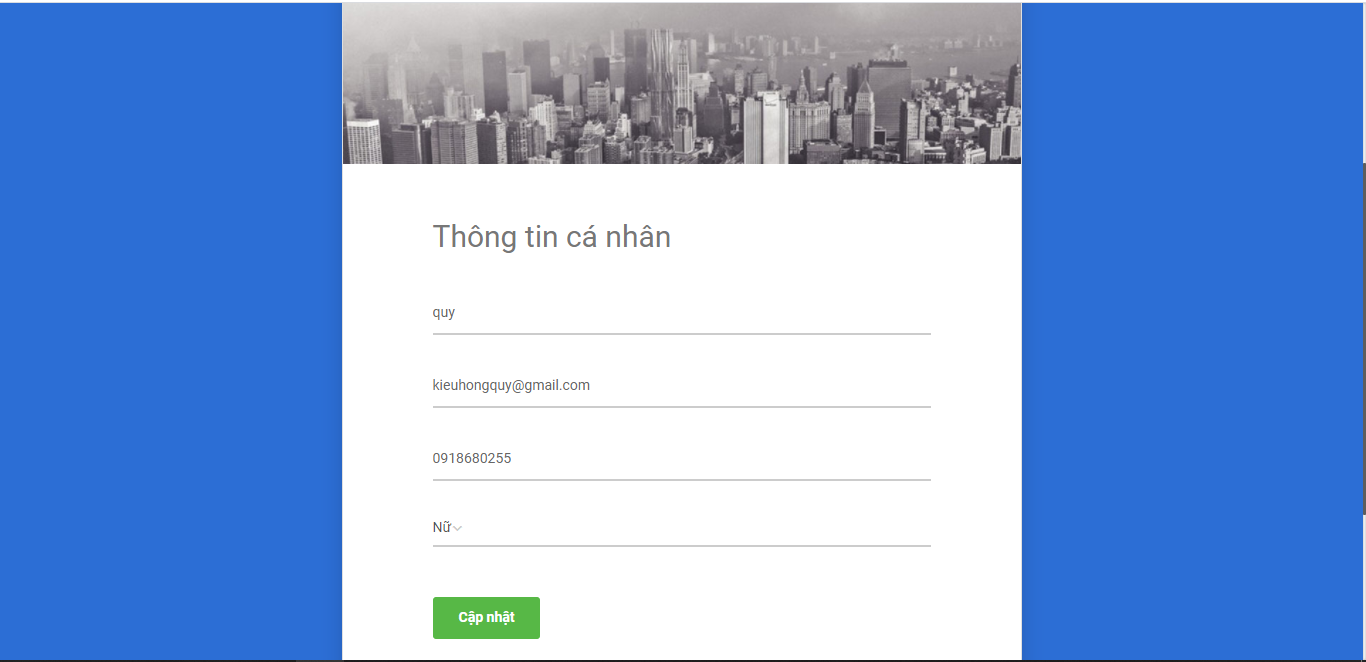 Thông tin cá nhân
quy
kieuhongquy@gmail.com
0918680255
Nữ
Cập nhật